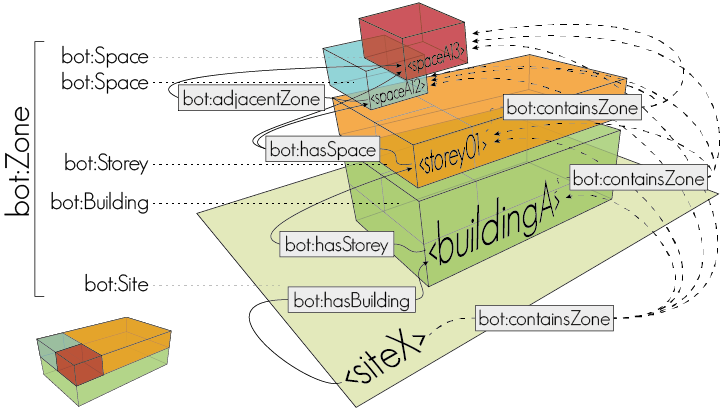 bot:Zone
bot:Space
bot:Space
bot:Storey
bot:Building
bot:Site
<spaceA13>
<spaceA12>
bot:adjacentZone
bot:containsZone
bot:hasSpace
<storey01>
bot:containsZone
<buildingA>
bot:hasStorey
bot:hasBuilding
bot:containsZone
<siteX>